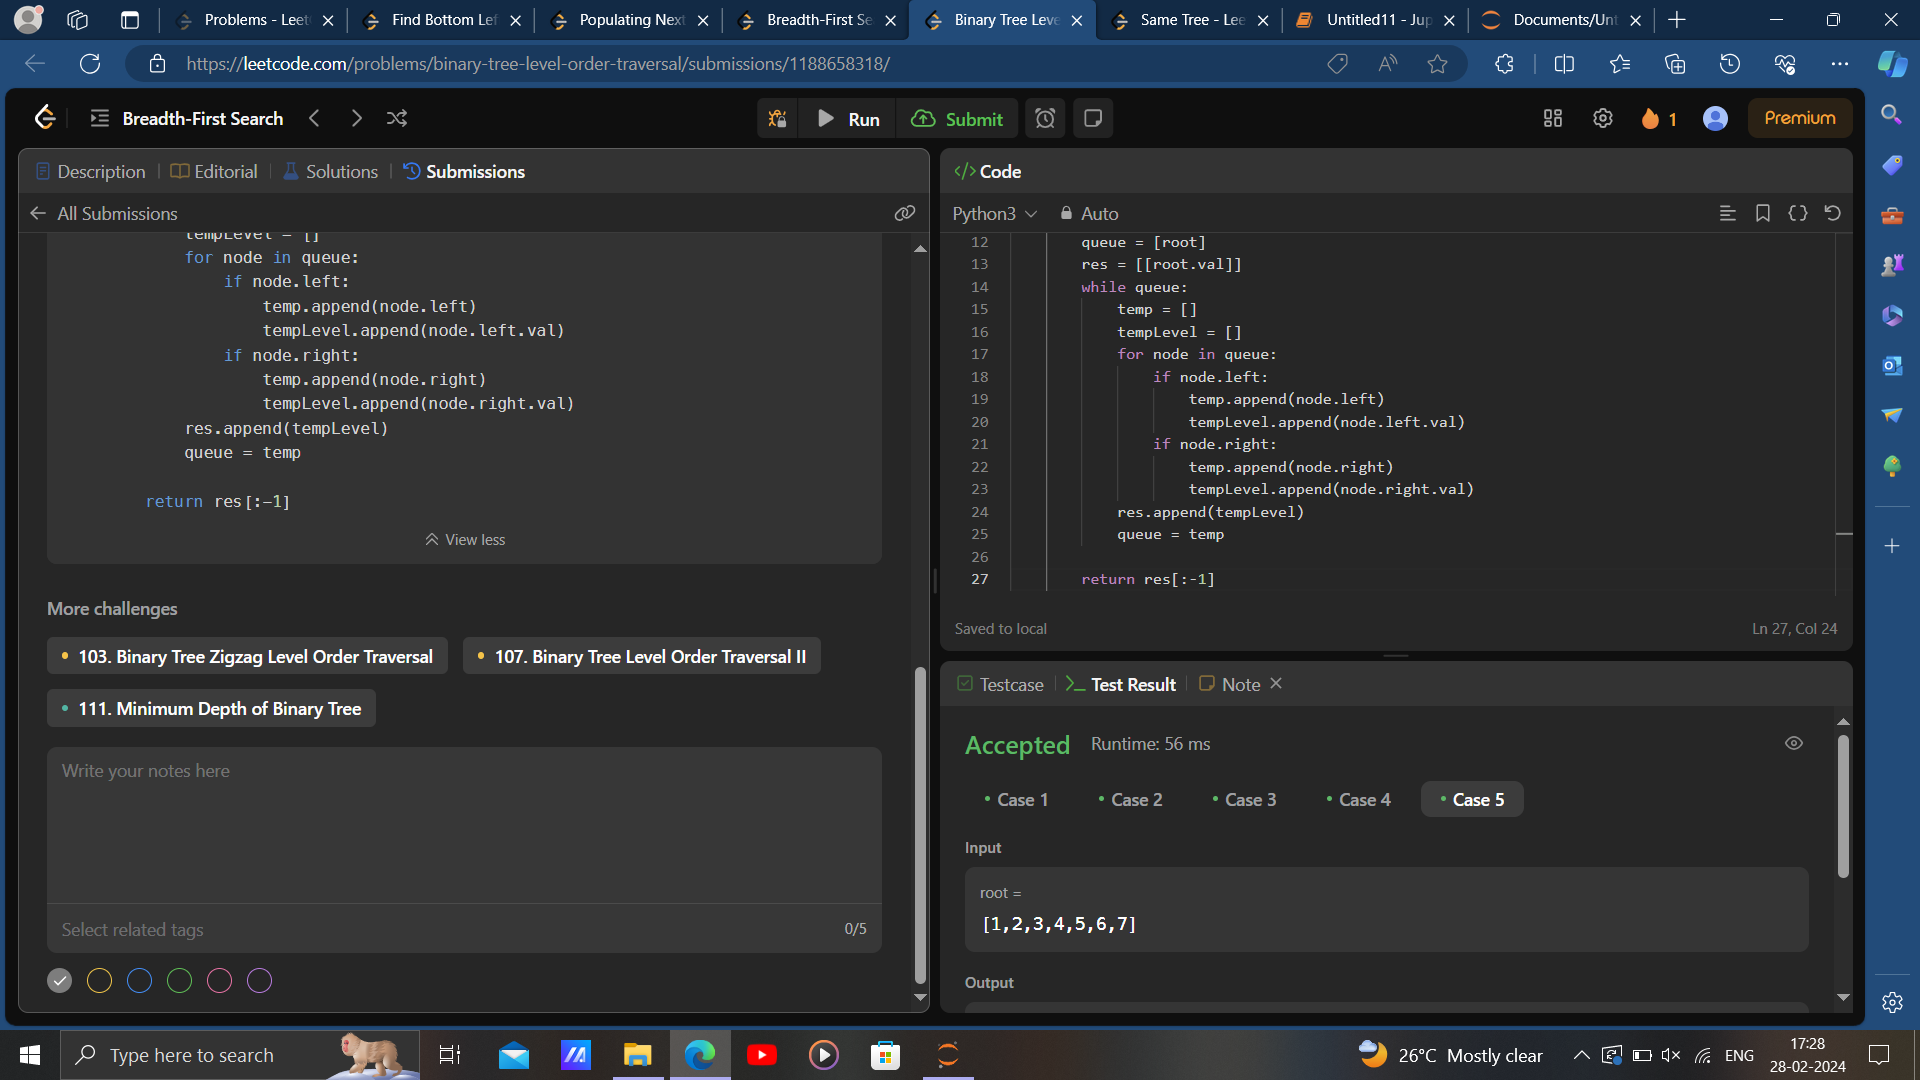 Problems - Leet
Find Bottom Lef
Populating Next
Breadth-First Se
Binary Tree Leve
Same Tree - Lee
Untitled11 - Jup
Documents/Unt
https://leetcode.com/problems/binary-tree-level-order-traversal/submissions/1188658318/
Breadth-First Search
Run
Submit
1
Premium
Description
Editorial
Solutions
Submissions
All Submissions
tempLevel = []
for node in queue:
if node.left:
temp.append(node.left)
tempLevel.append(node.left.val)
if node.right:
temp.append(node.right)
tempLevel.append(node.right.val)
res.append(tempLevel)
queue = temp
return res[:-1]
View less
More challenges
103. Binary Tree Zigzag Level Order Traversal
107. Binary Tree Level Order Traversal II
111. Minimum Depth of Binary Tree
Write your notes here
Select related tags
0/5
</> Code
Python3
Auto
12 queue = [root]
13 res = [[root.val]]
14 while queue:
15 temp = []
16 tempLevel = []
17 for node in queue:
18 if node.left:
19 temp.append(node.left)
20 tempLevel.append(node.left.val)
21 if node.right:
22 temp.append(node.right)
23 tempLevel.append(node.right.val)
24 res.append(tempLevel)
25 queue = temp
26
27 return res[:-1]
Saved to local
Ln 27, Col 24
Testcase
Test Result
Note
Accepted
Runtime: 56 ms
Case 1
Case 2
Case 3
Case 4
Case 5
Input
root =
[1,2,3,4,5,6,7]
Output
Type here to search
26°C Mostly clear
ENG
17:28
28-02-2024